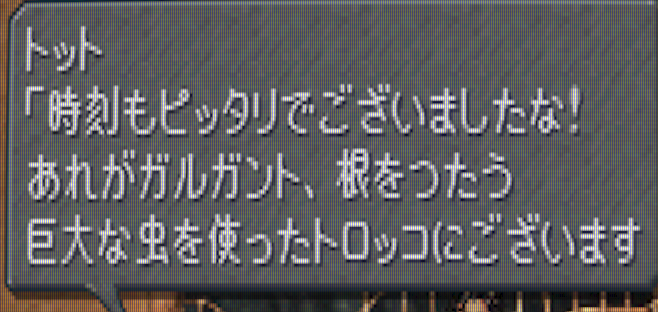 トット
「時刻もピッタリでございましたな!
あれがガルガント、根をつたう
巨大な虫を使ったトロッコにございます